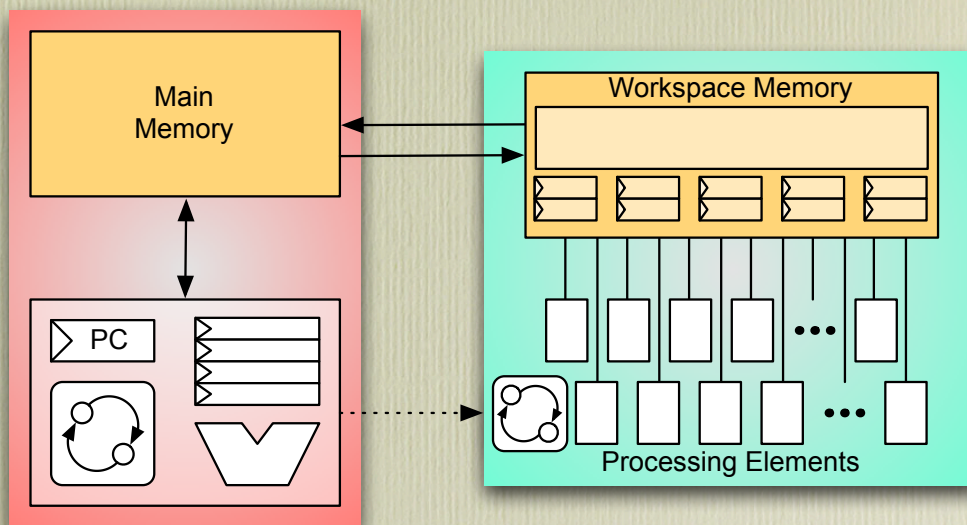 Main
Memory
Workspace Memory
PC
Processing Elements